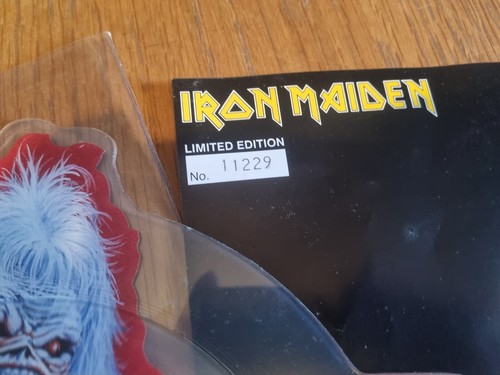 IRON MAIDEN
LIMITED EDITION
No. 11229